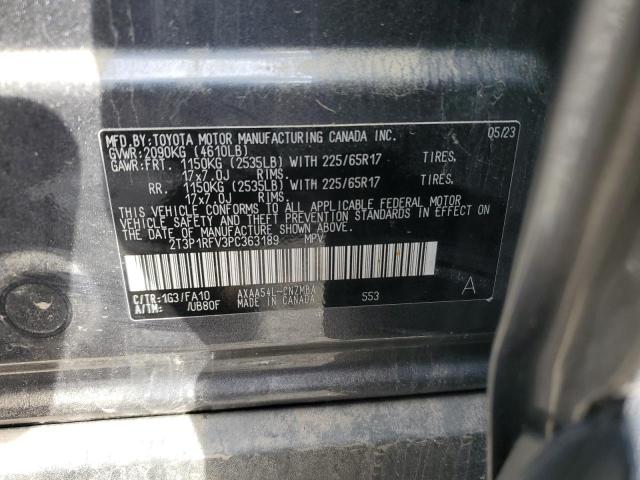 MFD.BY:TOYOTA MOTOR MANUFACTURING CANADA INC. 05/23
GVWR:2090KG (4610LB)
GAWR:FRT. 1150KG (2535LB) WITH 225/65R17 TIRES.
17x7.0J RIMS.
RR. 1150KG (2535LB) WITH 225/65R17 TIRES.
17x7.0J RIMS.
THIS VEHICLE CONFORMS TO ALL APPLICABLE FEDERAL MOTOR
VEHICLE SAFETY AND THEFT PREVENTION STANDARDS IN EFFECT ON
THE DATE OF MANUFACTURE SHOWN ABOVE.
2T3P1RFV3PC363189 MPV
C/TR:1G3/FA10 AXAA54L-CNZMBA 553 A
A/TM: /UB80F MADE IN CANADA